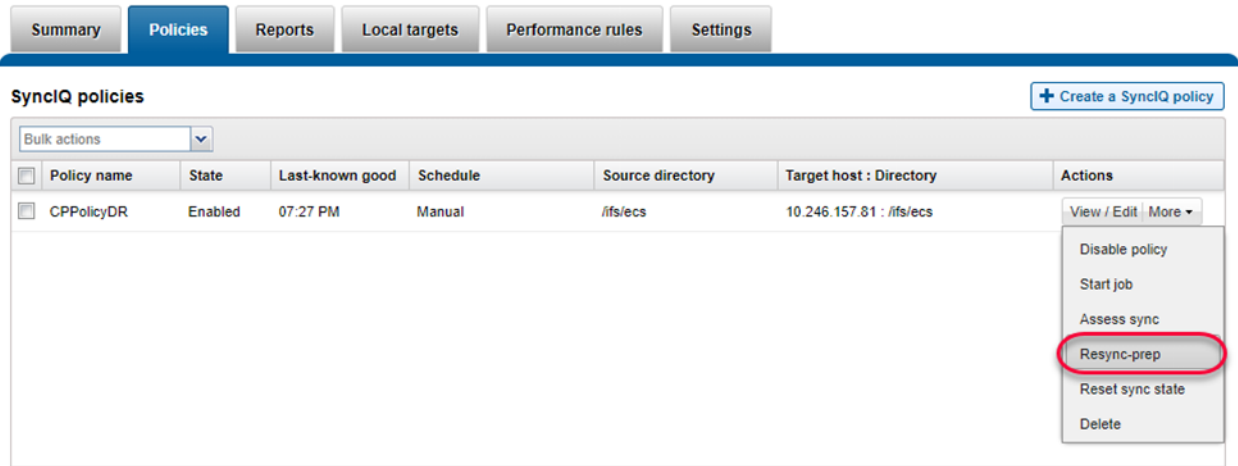 Summary Policies Reports Local targets Performance rules Settings
SyncIQ policies + Create a SyncIQ policy
Bulk actions
Policy name State Last-known good Schedule Source directory Target host : Directory Actions
CPPolicyDR Enabled 07:27 PM Manual /ifs/ecs 10.246.157.81 : /ifs/ecs View / Edit More
Disable policy
Start job
Assess sync
Resync-prep
Reset sync state
Delete